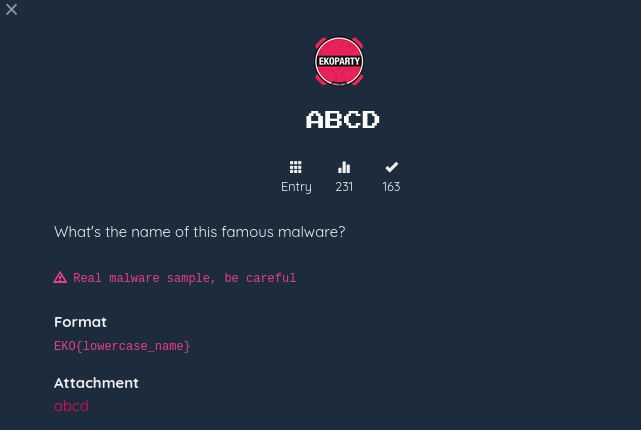 EKOPARTY
ABCD
Entry 231 163
What's the name of this famous malware?
Real malware sample, be careful
Format
EKO{lowercase_name}
Attachment
abcd